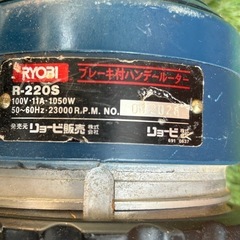 RYOBI ブレーキ付ハンデールーター
R-220S
100V·11A·1050W
50〜60Hz·23000 R.P.M. NO.
発売元 リョービ販売 株式会社 リョービ